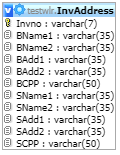 testwlr.InvAddress
Invno : varchar(7)
BName1 : varchar(35)
BName2 : varchar(35)
BAdd1 : varchar(35)
BAdd2 : varchar(35)
BCPP : varchar(50)
SName1 : varchar(35)
SName2 : varchar(35)
SAdd1 : varchar(35)
SAdd2 : varchar(35)
SCPP : varchar(50)